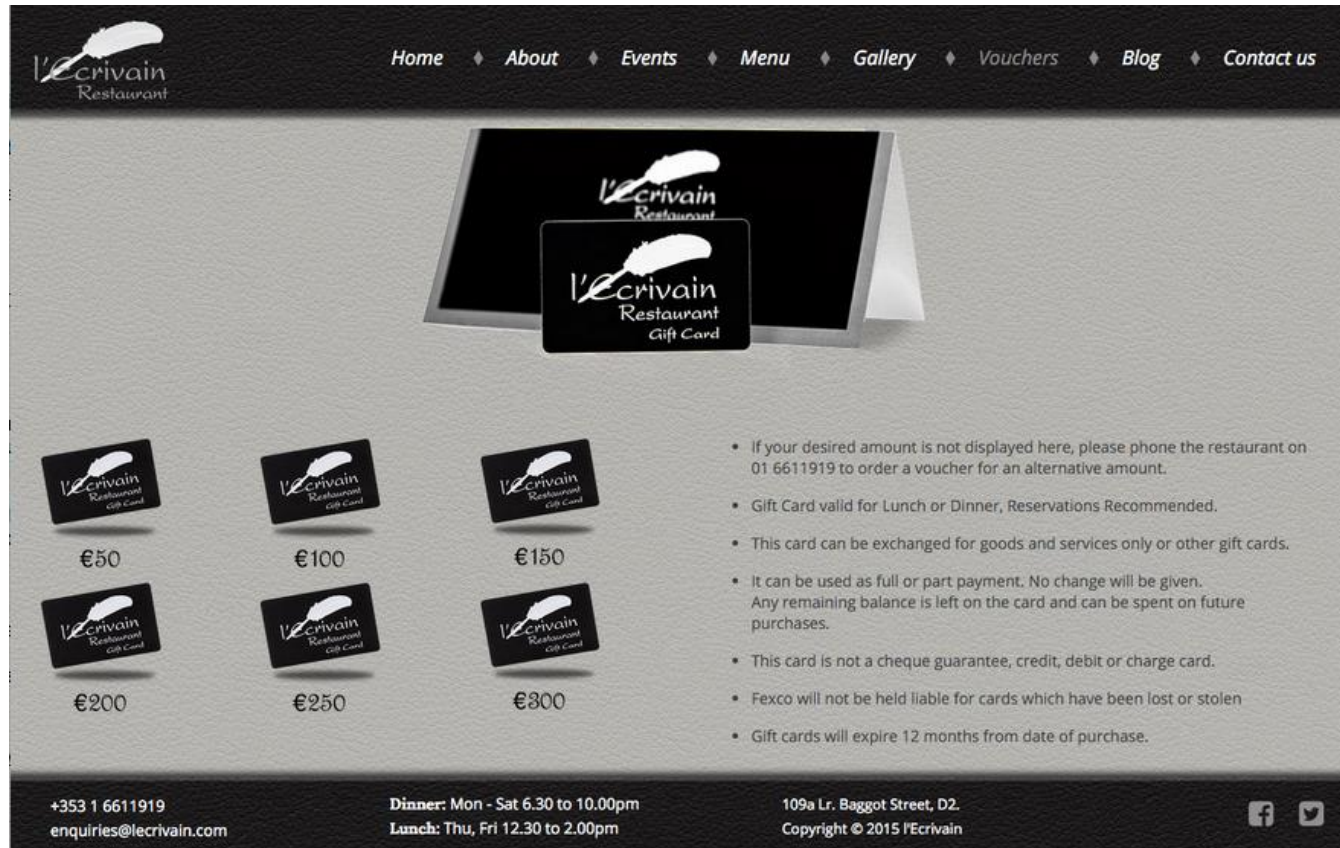 l'Ecrivain
Restaurant
Home
About
Events
Menu
Gallery
Vouchers
Blog
Contact us
l'Ecrivain
Restaurant
l'Ecrivain
Restaurant
Gift Card
l'Ecrivain
Restaurant
Gift Card
€50
l'Ecrivain
Restaurant
Gift Card
€100
l'Ecrivain
Restaurant
Gift Card
€150
l'Ecrivain
Restaurant
Gift Card
€200
l'Ecrivain
Restaurant
Gift Card
€250
l'Ecrivain
Restaurant
Gift Card
€300
• If your desired amount is not displayed here, please phone the restaurant on
01 6611919 to order a voucher for an alternative amount.
• Gift Card valid for Lunch or Dinner, Reservations Recommended.
• This card can be exchanged for goods and services only or other gift cards.
• It can be used as full or part payment. No change will be given.
Any remaining balance is left on the card and can be spent on future
purchases.
• This card is not a cheque guarantee, credit, debit or charge card.
• Fexco will not be held liable for cards which have been lost or stolen
• Gift cards will expire 12 months from date of purchase.
+353 1 6611919
enquiries@lecrivain.com
Dinner: Mon - Sat 6.30 to 10.00pm
Lunch: Thu, Fri 12.30 to 2.00pm
109a Lr. Baggot Street, D2.
Copyright © 2015 l'Ecrivain